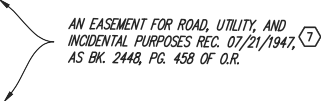 AN EASEMENT FOR ROAD, UTILITY, AND
INCIDENTAL PURPOSES REC. 07/21/1947, 7
AS BK. 2448, PG. 458 OF O.R.